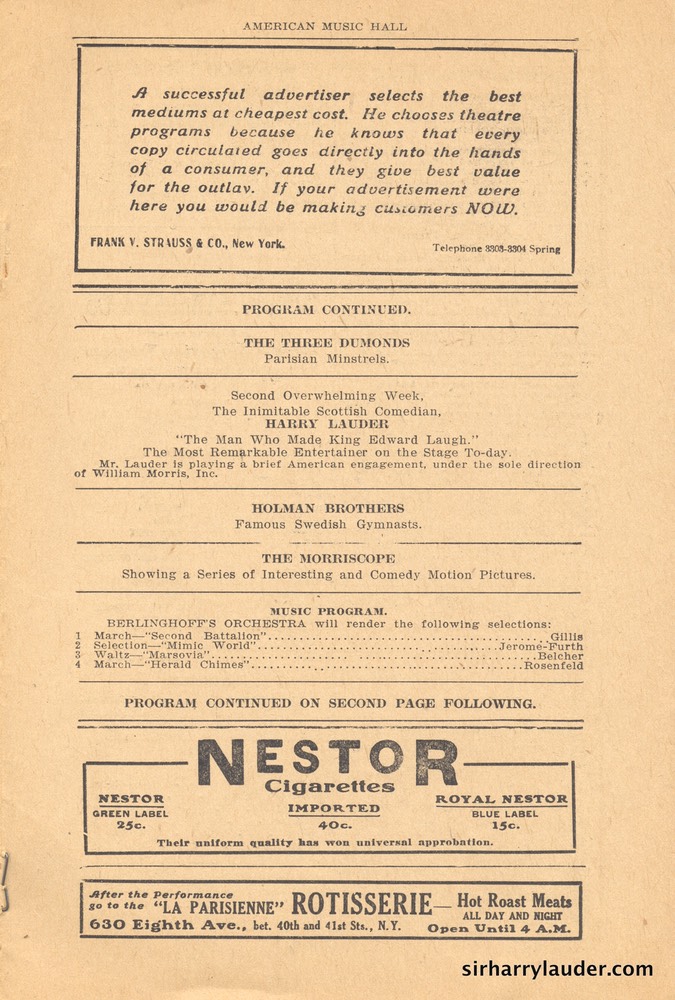 AMERICAN MUSIC HALL
A successful advertiser selects the best
mediums at cheapest cost. He chooses theatre
programs because he knows that every
copy circulated goes directly into the hands
of a consumer, and they give best value
for the outlay. If your advertisement were
here you would be making customers NOW.
FRANK V. STRAUSS & CO., New York.
Telephone 3303-3304 Spring
PROGRAM CONTINUED.
THE THREE DUMONDS
Parisian Minstrels.
Second Overwhelming Week,
The Inimitable Scottish Comedian,
HARRY LAUDER
"The Man Who Made King Edward Laugh."
The Most Remarkable Entertainer on the Stage To-day.
Mr. Lauder is playing a brief American engagement, under the sole direction
of William Morris, Inc.
HOLMAN BROTHERS
Famous Swedish Gymnasts.
THE MORRISCOPE
Showing a Series of Interesting and Comedy Motion Pictures.
MUSIC PROGRAM.
BERLINGHOFF'S ORCHESTRA will render the following selections:
1 March—"Second Battalion".......................................Gillis
2 Selection—"Mimic World"..................................Jerome-Furth
3 Waltz—"Marsovia"..............................................Belcher
4 March—"Herald Chimes".......................................Rosenfeld
PROGRAM CONTINUED ON SECOND PAGE FOLLOWING.
NESTOR
Cigarettes
NESTOR
GREEN LABEL
25c.
IMPORTED
40c.
ROYAL NESTOR
BLUE LABEL
15c.
Their uniform quality has won universal approbation.
After the Performance
go to the "LA PARISIENNE" ROTISSERIE— Hot Roast Meats
ALL DAY AND NIGHT
630 Eighth Ave., bet. 40th and 41st Sts., N.Y. Open Until 4 A.M.
sirharrylauder.com